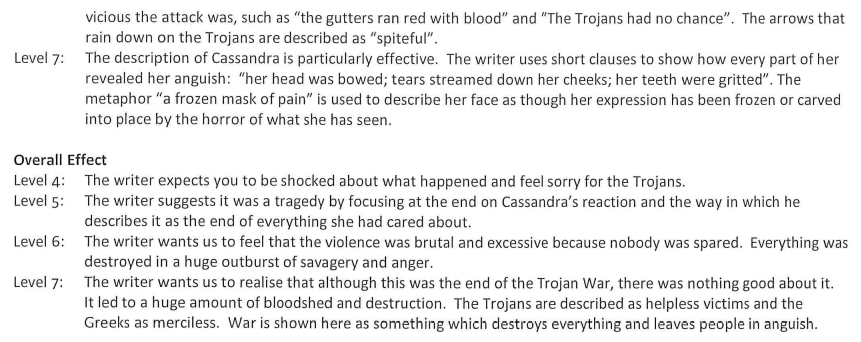 vicious the attack was, such as “the gutters ran red with blood” and “The Trojans had no chance”.  The arrows that
rain down on the Trojans are described as “spiteful”.
Level 7: The description of Cassandra is particularly effective.  The writer uses short clauses to show how every part of her
revealed her anguish:  “her head was bowed; tears streamed down her cheeks; her teeth were gritted”. The
metaphor “a frozen mask of pain” is used to describe her face as though her expression has been frozen or carved
into place by the horror of what she has seen.
Overall Effect
Level 4: The writer expects you to be shocked about what happened and feel sorry for the Trojans.
Level 5: The writer suggests it was a tragedy by focusing at the end on Cassandra’s reaction and the way in which he
describes it as the end of everything she had cared about.
Level 6: The writer wants us to feel that the violence was brutal and excessive because nobody was spared.  Everything was
destroyed in a huge outburst of savagery and anger.
Level 7: The writer wants us to realise that although this was the end of the Trojan War, there was nothing good about it.
It led to a huge amount of bloodshed and destruction.  The Trojans are described as helpless victims and the
Greeks as merciless.  War is shown here as something which destroys everything and leaves people in anguish.